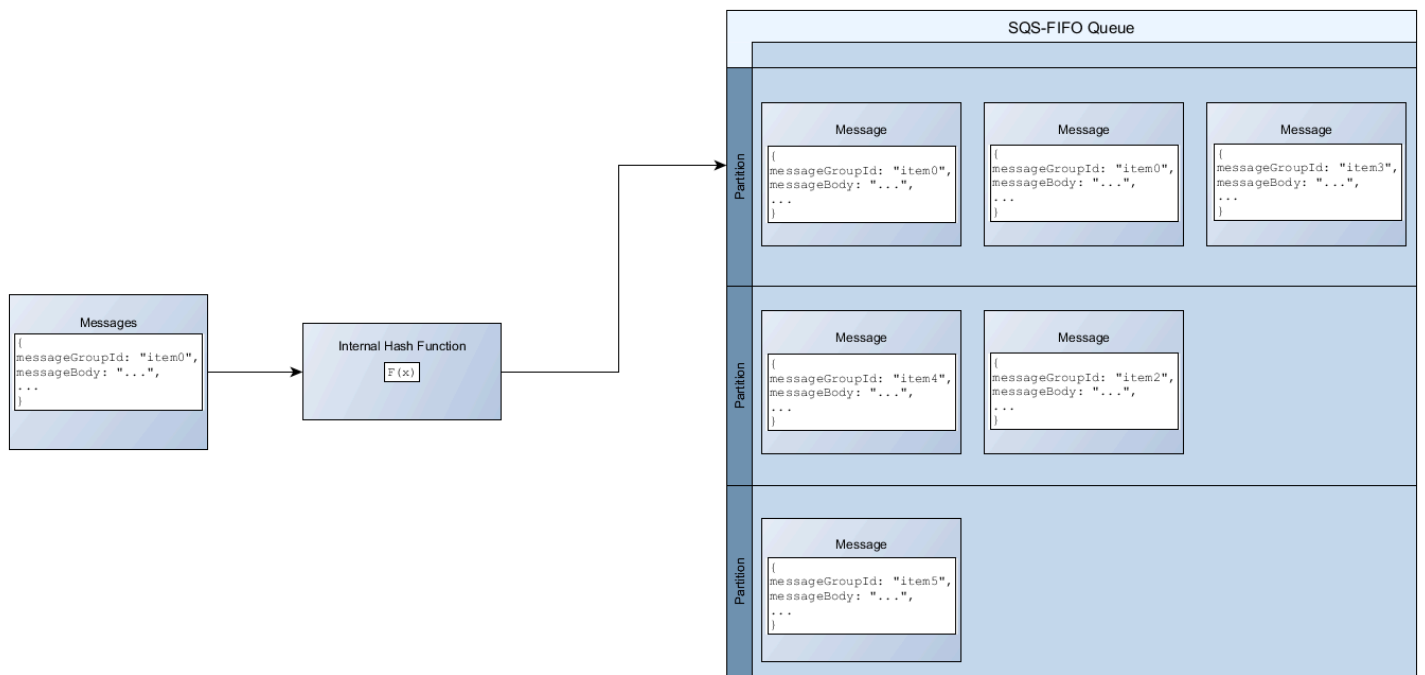 SQS-FIFO Queue
Partition
Message
{
messageGroupId: "item0",
messageBody: "...",
...
}
Message
{
messageGroupId: "item0",
messageBody: "...",
...
}
Message
{
messageGroupId: "item3",
messageBody: "...",
...
}
Messages
{
messageGroupId: "item0",
messageBody: "...",
...
}
Internal Hash Function
F(x)
Partition
Message
{
messageGroupId: "item4",
messageBody: "...",
...
}
Message
{
messageGroupId: "item2",
messageBody: "...",
...
}
Partition
Message
{
messageGroupId: "item5",
messageBody: "...",
...
}